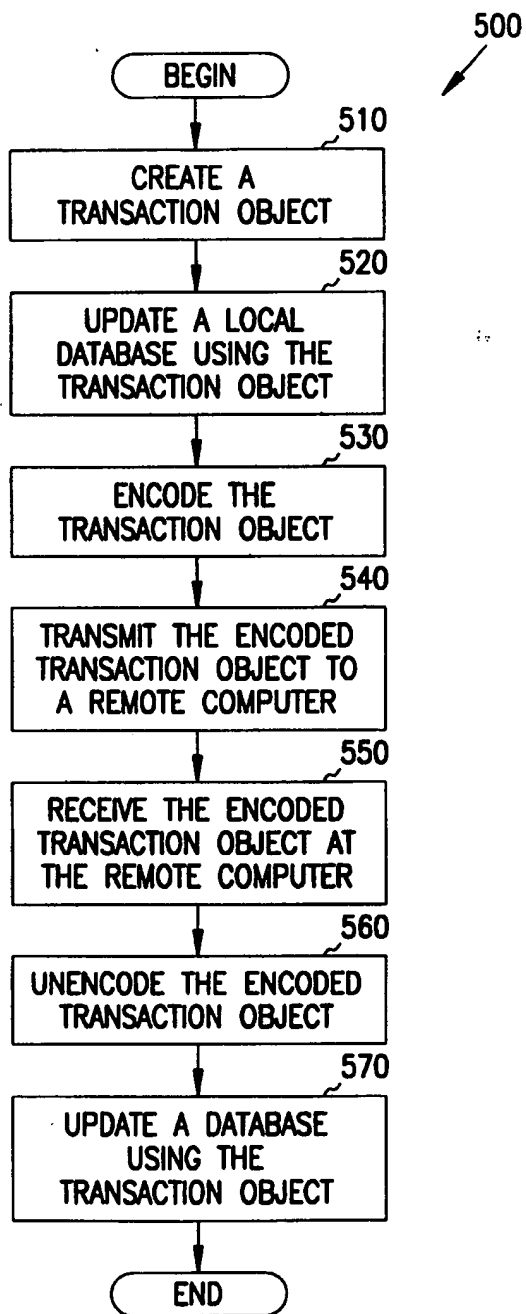 500
BEGIN
510
CREATE A
TRANSACTION OBJECT
520
UPDATE A LOCAL
DATABASE USING THE
TRANSACTION OBJECT
530
ENCODE THE
TRANSACTION OBJECT
540
TRANSMIT THE ENCODED
TRANSACTION OBJECT TO
A REMOTE COMPUTER
550
RECEIVE THE ENCODED
TRANSACTION OBJECT AT
THE REMOTE COMPUTER
560
UNENCODE THE ENCODED
TRANSACTION OBJECT
570
UPDATE A DATABASE
USING THE
TRANSACTION OBJECT
END